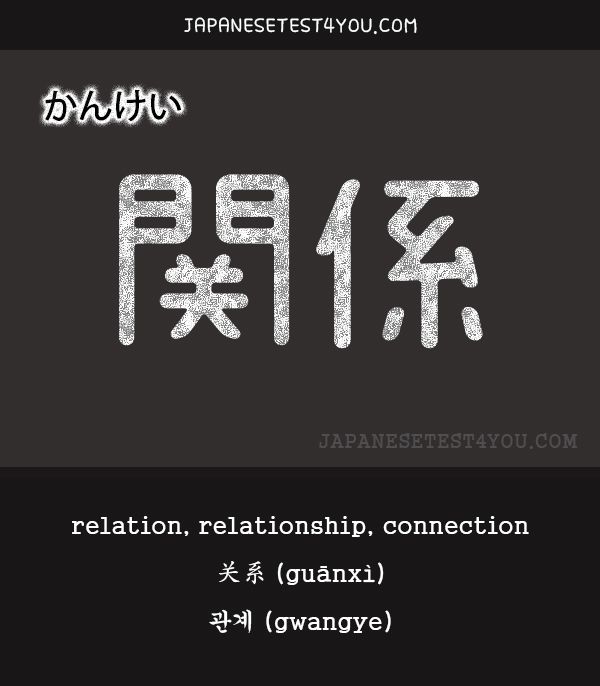 JAPANESETEST4YOU.COM
かんけい
関係
JAPANESETEST4YOU.COM
relation, relationship, connection
关系 (guānxì)
관계 (gwangye)